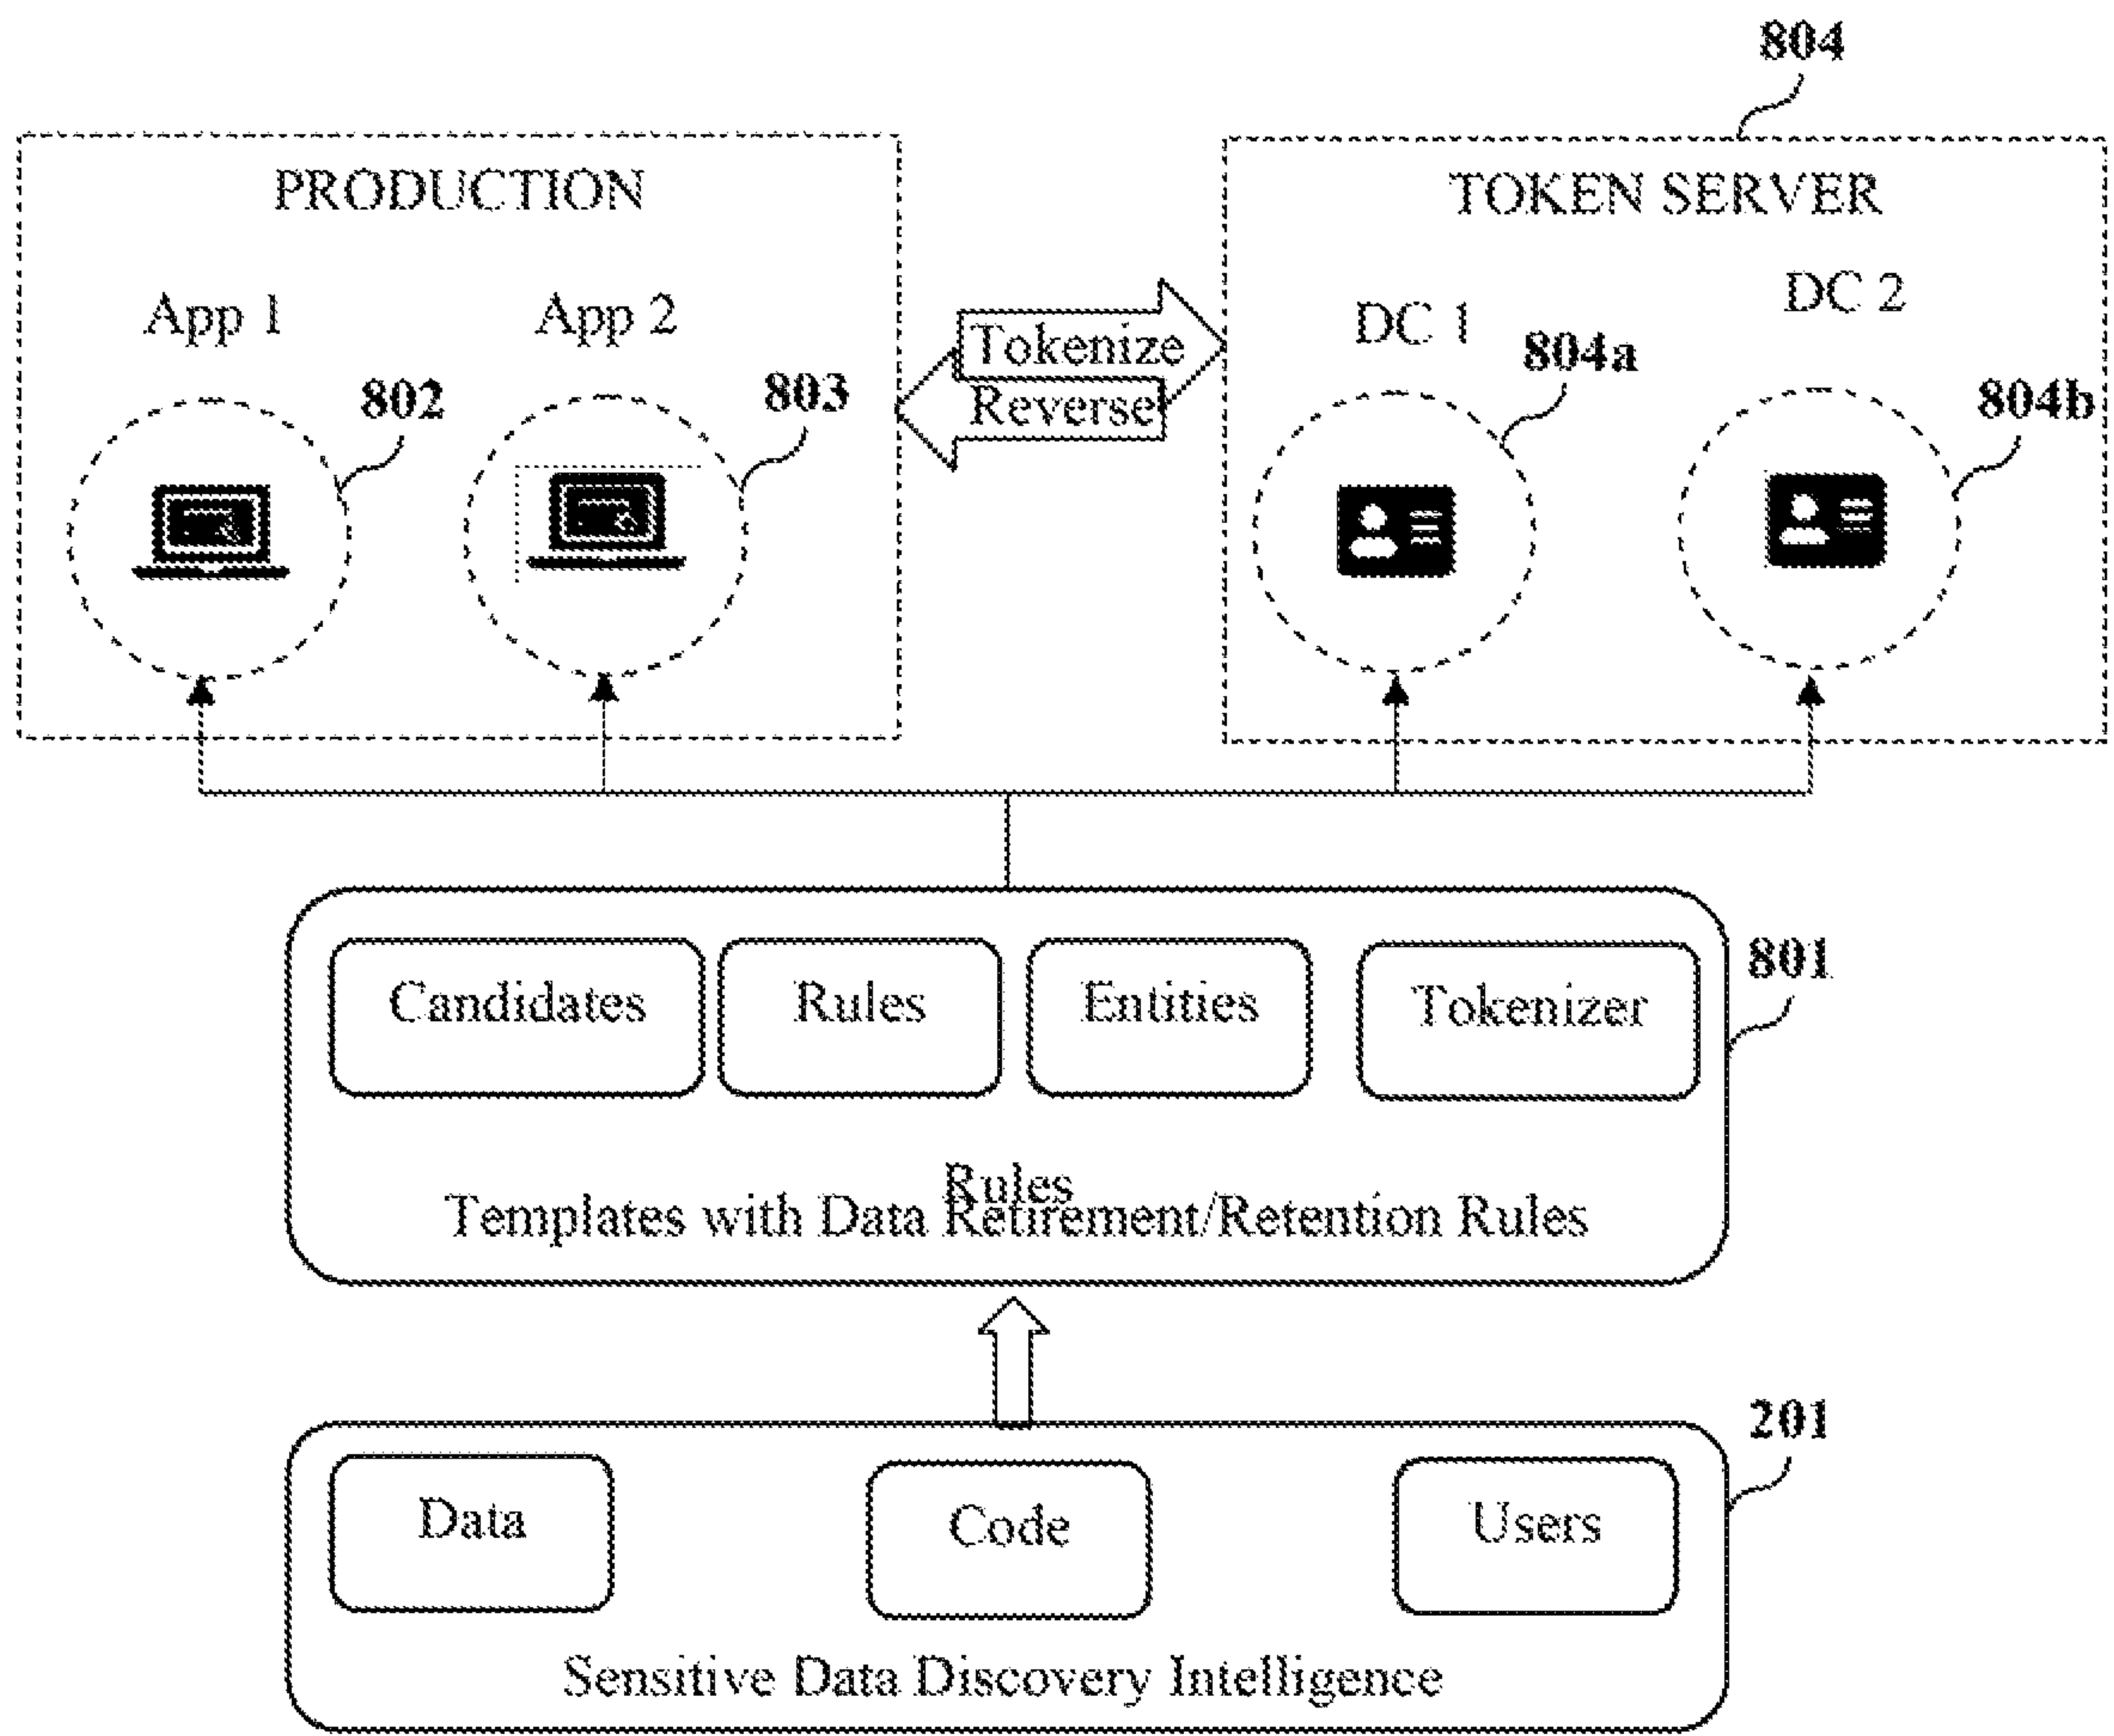 804
PRODUCTION
TOKEN SERVER
App 1
App 2
DC 1
DC 2
Tokenize
Reverse
802
803
804a
804b
801
Candidates
Rules
Entities
Tokenizer
Rules
Templates with Data Retirement/Retention Rules
201
Data
Code
Users
Sensitive Data Discovery Intelligence